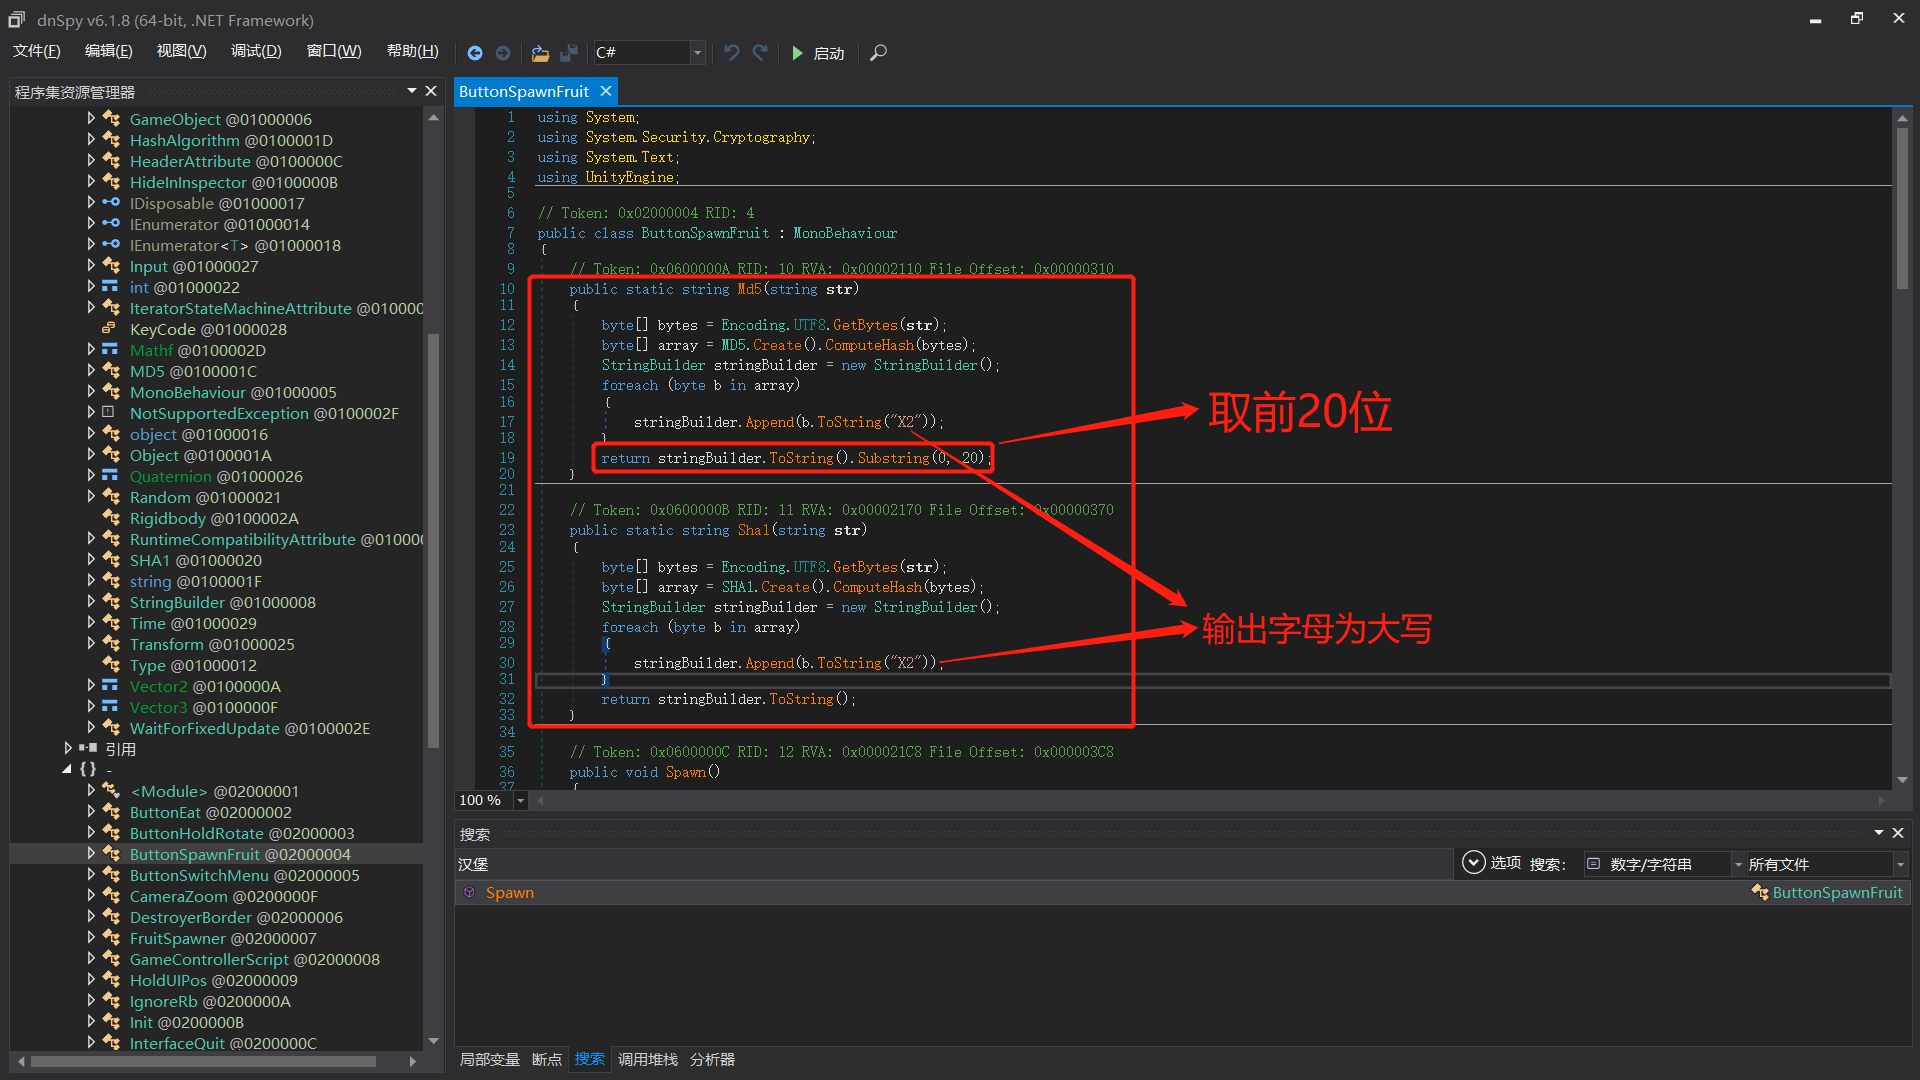 dnSpy v6.1.8 (64-bit, .NET Framework)
文件(F) 编辑(E) 视图(V) 调试(D) 窗口(W) 帮助(H) C# 启动
程序集资源管理器
GameObject @01000006
HashAlgorithm @0100001D
HeaderAttribute @0100000C
HideInInspector @0100000B
IDisposable @01000017
IEnumerator @01000014
IEnumerator<T> @01000018
Input @01000027
int @01000022
IteratorStateMachineAttribute @010000
KeyCode @01000028
Mathf @0100002D
MD5 @0100001C
MonoBehaviour @01000005
NotSupportedException @0100002F
object @01000016
Object @0100001A
Quaternion @01000026
Random @01000021
Rigidbody @0100002A
RuntimeCompatibilityAttribute @01000
SHA1 @01000020
string @0100001F
StringBuilder @01000008
Time @01000029
Transform @01000025
Type @01000012
Vector2 @0100000A
Vector3 @0100000F
WaitForFixedUpdate @0100002E
引用
{ } -
<Module> @02000001
ButtonEat @02000002
ButtonHoldRotate @02000003
ButtonSpawnFruit @02000004
ButtonSwitchMenu @02000005
CameraZoom @0200000F
DestroyerBorder @02000006
FruitSpawner @02000007
GameControllerScript @02000008
HoldUIPos @02000009
IgnoreRb @0200000A
Init @0200000B
InterfaceQuit @0200000C
ButtonSpawnFruit
1 using System;
2 using System.Security.Cryptography;
3 using System.Text;
4 using UnityEngine;
5
6 // Token: 0x02000004 RID: 4
7 public class ButtonSpawnFruit : MonoBehaviour
8 {
9 // Token: 0x0600000A RID: 10 RVA: 0x00002110 File Offset: 0x00000310
10 public static string Md5(string str)
11 {
12 byte[] bytes = Encoding.UTF8.GetBytes(str);
13 byte[] array = MD5.Create().ComputeHash(bytes);
14 StringBuilder stringBuilder = new StringBuilder();
15 foreach (byte b in array)
16 {
17 stringBuilder.Append(b.ToString("X2"));
18 }
19 return stringBuilder.ToString().Substring(0, 20);
20 }
21
22 // Token: 0x0600000B RID: 11 RVA: 0x00002170 File Offset: 0x00000370
23 public static string Sha1(string str)
24 {
25 byte[] bytes = Encoding.UTF8.GetBytes(str);
26 byte[] array = SHA1.Create().ComputeHash(bytes);
27 StringBuilder stringBuilder = new StringBuilder();
28 foreach (byte b in array)
29 {
30 stringBuilder.Append(b.ToString("X2"));
31 }
32 return stringBuilder.ToString();
33 }
34
35 // Token: 0x0600000C RID: 12 RVA: 0x000021C8 File Offset: 0x000003C8
36 public void Spawn()
37 {
取前20位
输出字母为大写
100 %
搜索
汉堡 选项 搜索: 数字/字符串 所有文件
Spawn ButtonSpawnFruit
局部变量 断点 搜索 调用堆栈 分析器